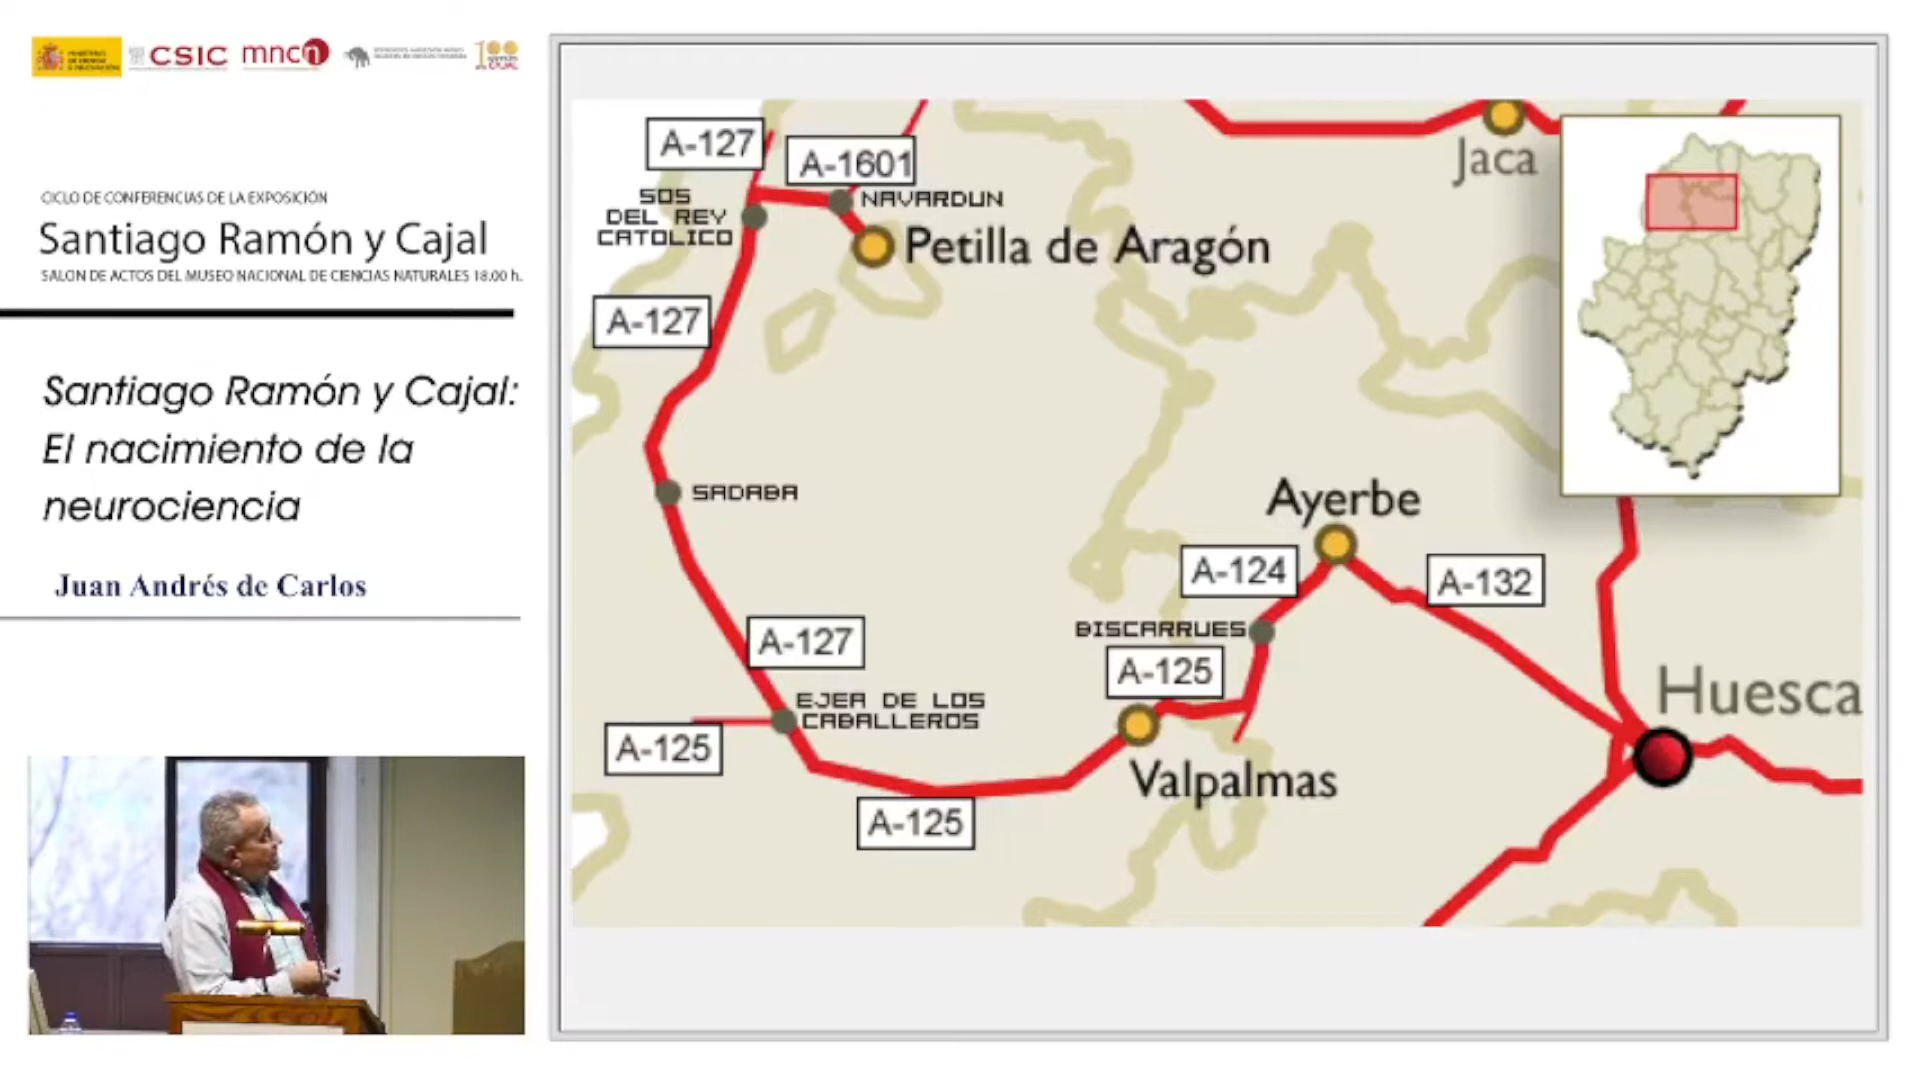 CSIC
mncn
CICLO DE CONFERENCIAS DE LA EXPOSICIÓN
Santiago Ramón y Cajal
SALON DE ACTOS DEL MUSEO NACIONAL DE CIENCIAS NATURALES 18.00 h.
Santiago Ramón y Cajal:
El nacimiento de la
neurociencia
Juan Andrés de Carlos
A-127
A-1601
Jaca
SOS
DEL REY
CATOLICO
NAVARDUN
Petilla de Aragón
A-127
SADABA
Ayerbe
A-124
A-132
BISCARRUES
A-127
A-125
EJEA DE LOS
CABALLEROS
Huesca
A-125
Valpalmas
A-125